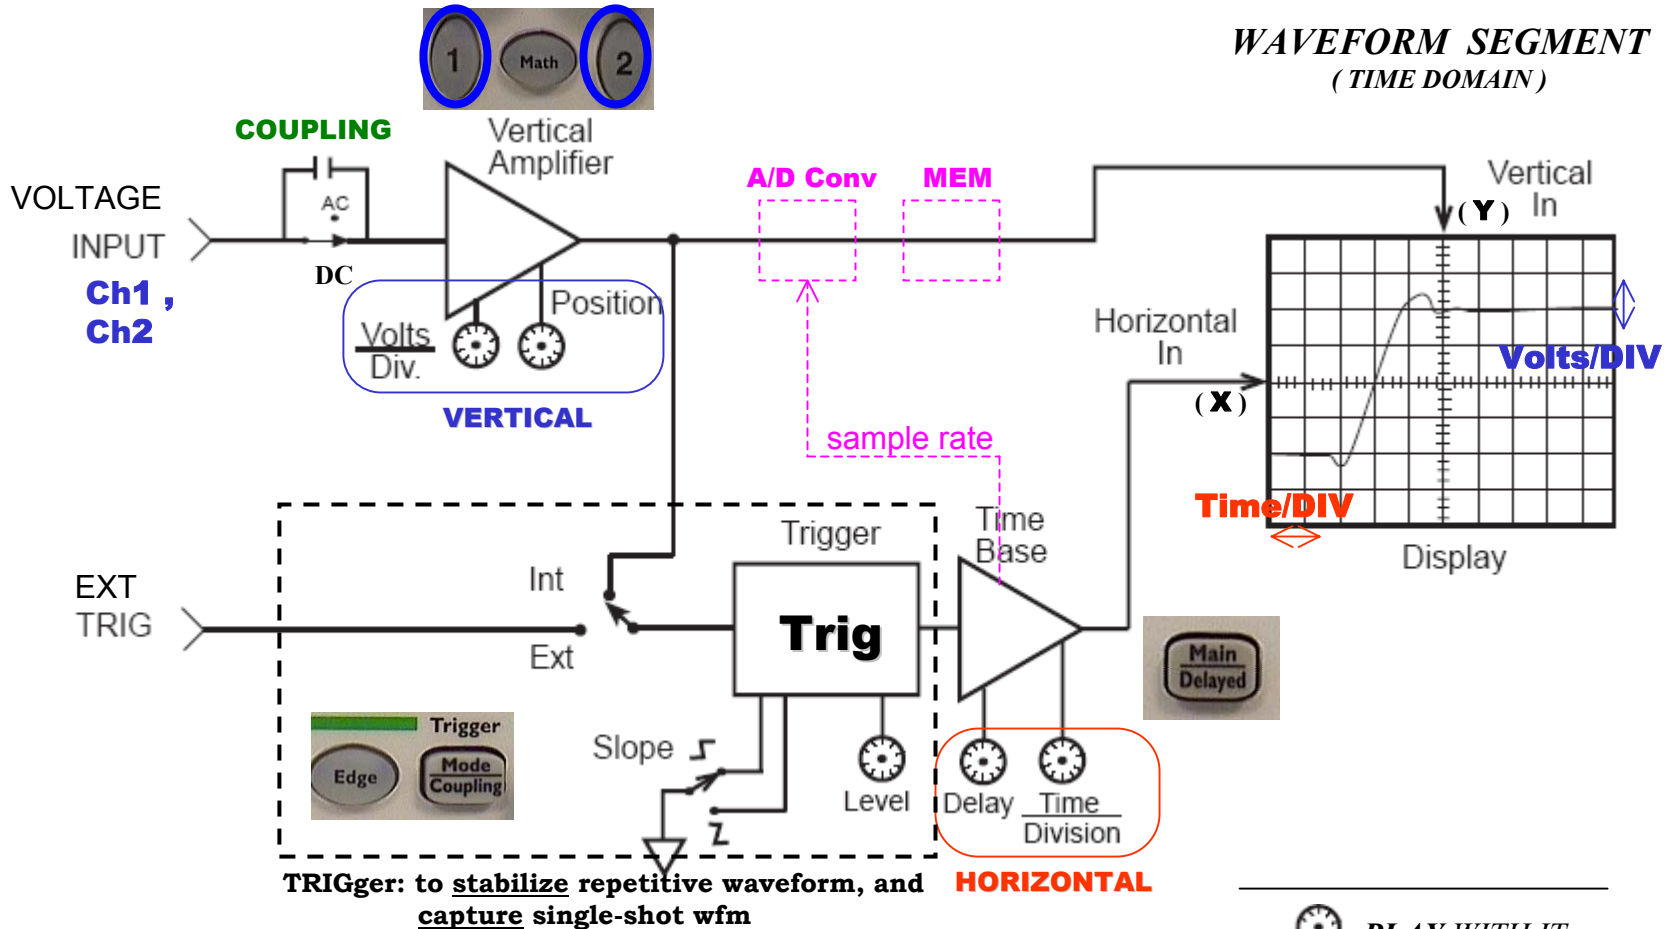 WAVEFORM SEGMENT
( TIME DOMAIN )
1
Math
2
COUPLING
Vertical
Amplifier
A/D Conv
MEM
Vertical
In
( Y )
VOLTAGE
INPUT
AC
DC
Ch1 ,
Ch2
Position
Volts
Div.
VERTICAL
Horizontal
In
( X )
Volts/DIV
sample rate
Time/DIV
Display
Time
Base
Trigger
Trig
EXT
TRIG
Int
Ext
Main
Delayed
Trigger
Edge
Mode
Coupling
Slope
Level
Delay
Time
Division
HORIZONTAL
TRIGger: to stabilize repetitive waveform, and
capture single-shot wfm
PLAY WITH IT